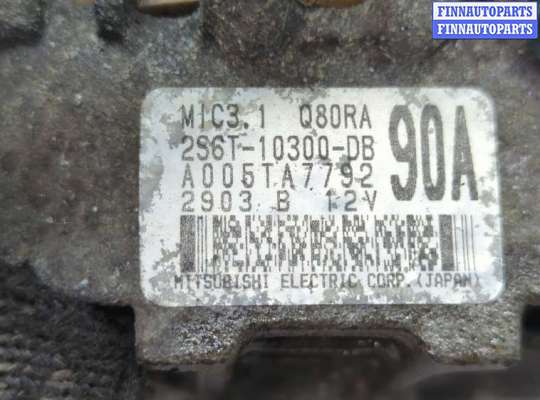 FINNAUTOPARTS
FINNAUTOPARTS
MIC3.1 Q80RA
2S6T-10300-DB 90A
A005TA7792
2903 B 12V
MITSUBISHI ELECTRIC CORP.(JAPAN)